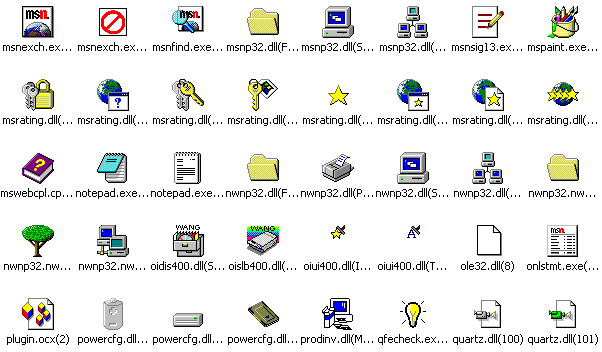 msn. msn.
msnexch.ex... msnexch.ex... msnfind.exe... msnp32.dll(F... msnp32.dll(S... msnp32.dll(... msnsig13.ex... mspaint.exe...
msrating.dll(... msrating.dll(... msrating.dll(... msrating.dll(... msrating.dll(... msrating.dll(... msrating.dll(... msrating.dll(...
mswebcpl.cp... notepad.exe... notepad.exe... nwnp32.dll(F... nwnp32.dll(P... nwnp32.dll(S... nwnp32.dll(... nwnp32.nw...
WANG WANG msn.
nwnp32.nw... nwnp32.nw... oidis400.dll(S... oislb400.dll(... oiui400.dll(I... oiui400.dll(T... ole32.dll(8) onlstmt.exe(...
plugin.ocx(2) powercfg.dll... powercfg.dll... powercfg.dll... prodinv.dll(M... qfecheck.ex... quartz.dll(100) quartz.dll(101)